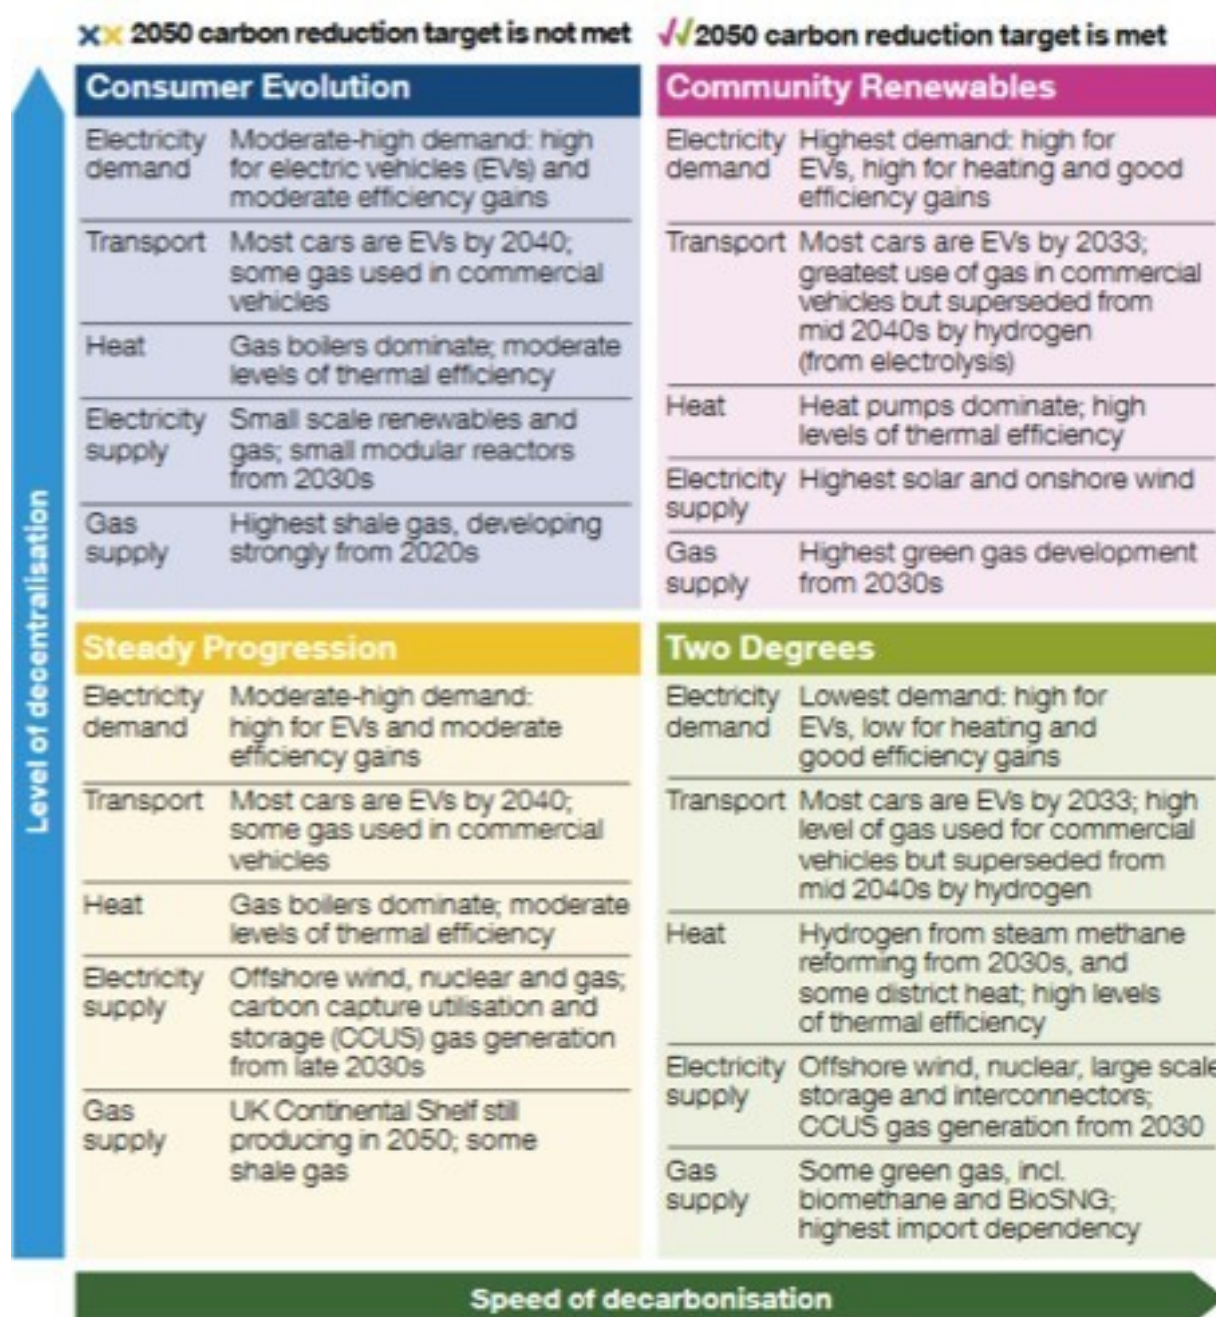 xx 2050 carbon reduction target is not met
✓✓2050 carbon reduction target is met
Level of decentralisation
Consumer Evolution
Electricity demand Moderate-high demand: high
for electric vehicles (EVs) and
moderate efficiency gains
Transport Most cars are EVs by 2040;
some gas used in commercial
vehicles
Heat Gas boilers dominate; moderate
levels of thermal efficiency
Electricity supply Small scale renewables and
gas; small modular reactors
from 2030s
Gas supply Highest shale gas, developing
strongly from 2020s
Community Renewables
Electricity demand Highest demand: high for
EVs, high for heating and good
efficiency gains
Transport Most cars are EVs by 2033;
greatest use of gas in commercial
vehicles but superseded from
mid 2040s by hydrogen
(from electrolysis)
Heat Heat pumps dominate; high
levels of thermal efficiency
Electricity supply Highest solar and onshore wind
Gas supply Highest green gas development
from 2030s
Steady Progression
Electricity demand Moderate-high demand:
high for EVs and moderate
efficiency gains
Transport Most cars are EVs by 2040;
some gas used in commercial
vehicles
Heat Gas boilers dominate; moderate
levels of thermal efficiency
Electricity supply Offshore wind, nuclear and gas;
carbon capture utilisation and
storage (CCUS) gas generation
from late 2030s
Gas supply UK Continental Shelf still
producing in 2050; some
shale gas
Two Degrees
Electricity demand Lowest demand: high for
EVs, low for heating and
good efficiency gains
Transport Most cars are EVs by 2033; high
level of gas used for commercial
vehicles but superseded from
mid 2040s by hydrogen
Heat Hydrogen from steam methane
reforming from 2030s, and
some district heat; high levels
of thermal efficiency
Electricity supply Offshore wind, nuclear, large scale
storage and interconnectors;
CCUS gas generation from 2030
Gas supply Some green gas, incl.
biomethane and BioSNG;
highest import dependency
Speed of decarbonisation